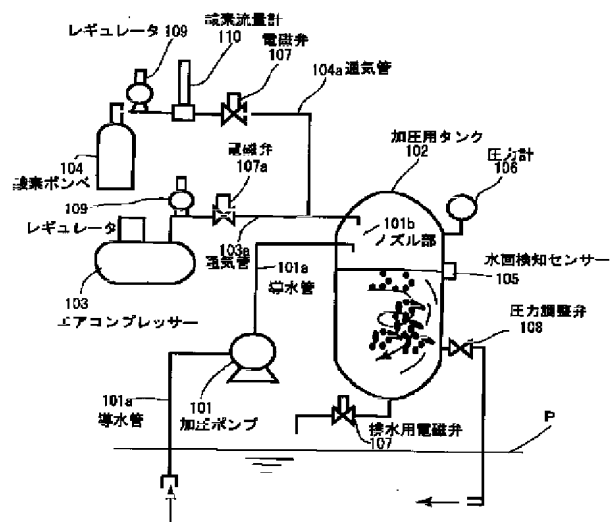 酸素流量計
110
レギュレータ
109
電磁弁
107
104a通気管
加圧用タンク
102
圧力計
106
104
酸素ボンベ
電磁弁
107a
109
レギュレータ
101b
ノズル部
103a
通気管
101a
導水管
水面検知センサー
105
103
エアコンプレッサー
圧力調整弁
108
101a
導水管
101
加圧ポンプ
排水用電磁弁
107
P